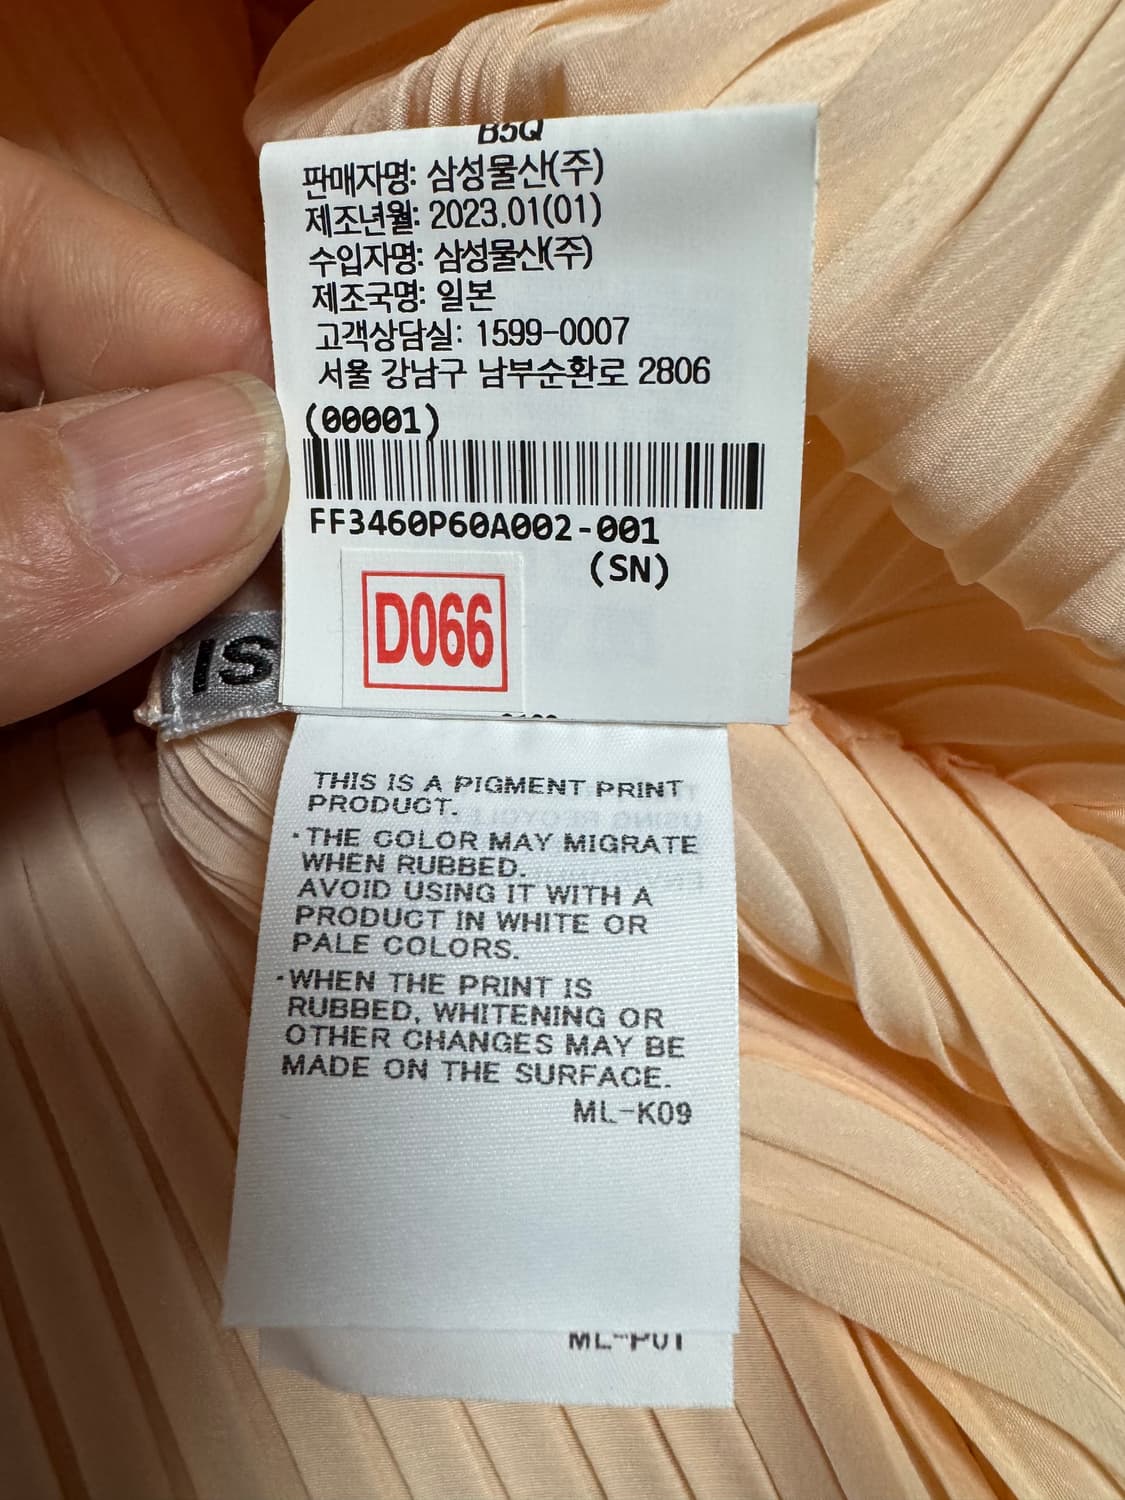 B5Q
판매자명: 삼성물산(주)
제조년월: 2023.01(01)
수입자명: 삼성물산(주)
제조국명: 일본
고객상담실: 1599-0007
서울 강남구 남부순환로 2806
(00001)
FF3460P60A002-001
(SN)
D066
IS
THIS IS A PIGMENT PRINT
PRODUCT.
·THE COLOR MAY MIGRATE
WHEN RUBBED.
AVOID USING IT WITH A
PRODUCT IN WHITE OR
PALE COLORS.
·WHEN THE PRINT IS
RUBBED, WHITENING OR
OTHER CHANGES MAY BE
MADE ON THE SURFACE.
ML-K09
ML-P01